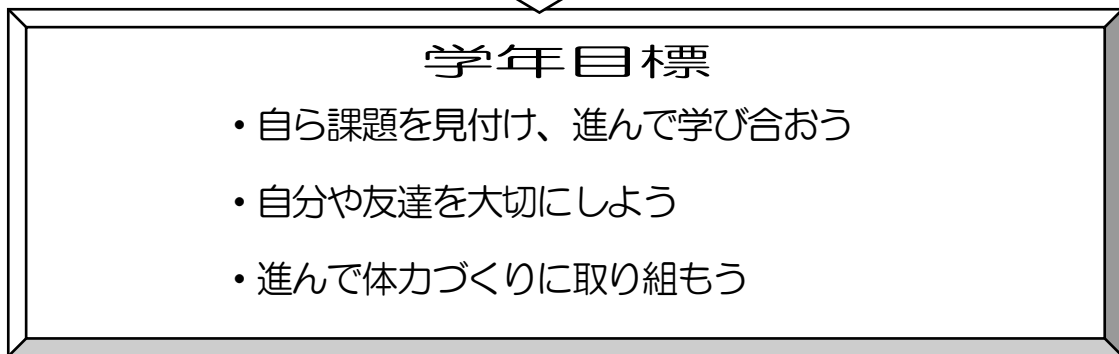 学年目標
・自ら課題を見付け、進んで学び合おう
・自分や友達を大切にしよう
・進んで体力づくりに取り組もう